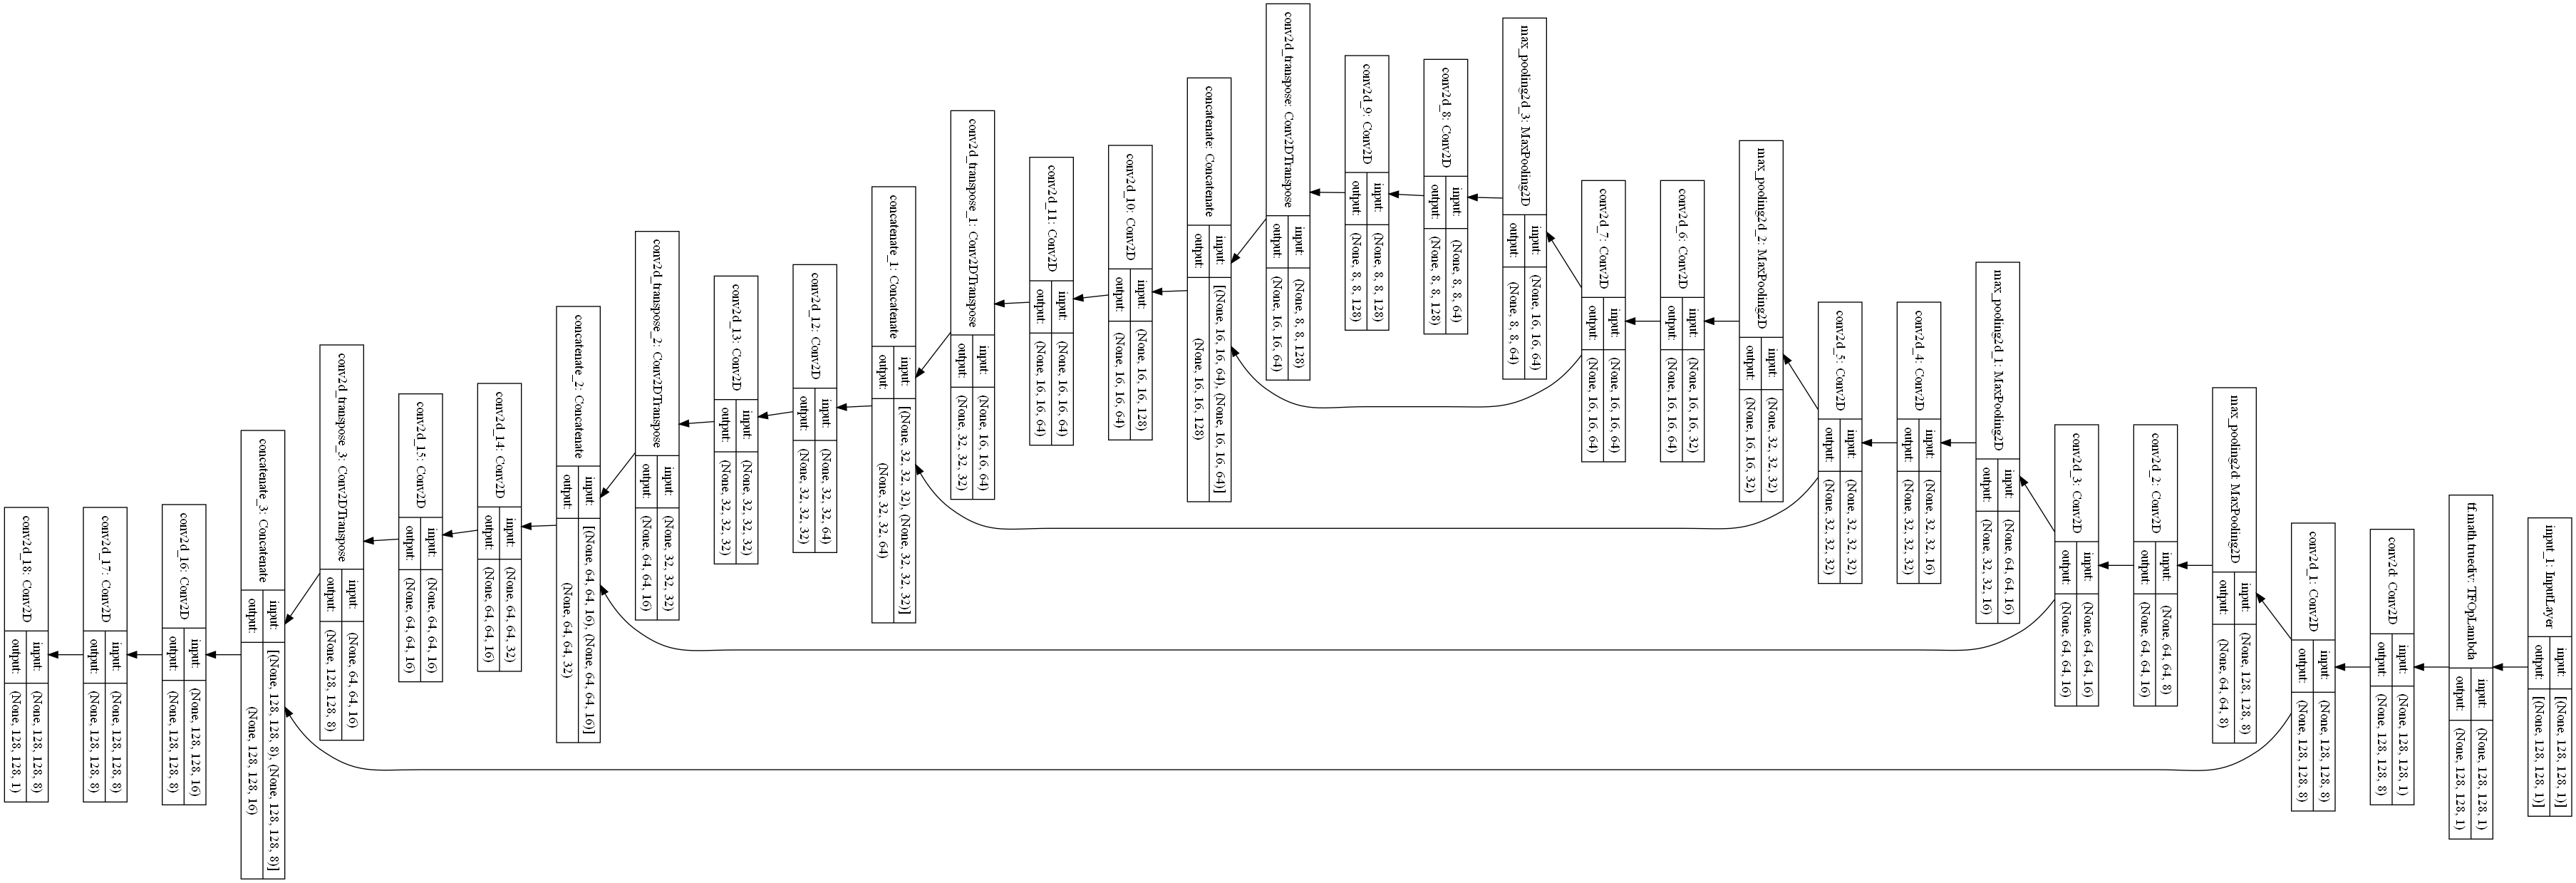 input_1: InputLayer
input: [(None, 128, 128, 1)]
output: [(None, 128, 128, 1)]
tf.math.truediv: TFOpLambda
input: (None, 128, 128, 1)
output: (None, 128, 128, 1)
conv2d: Conv2D
input: (None, 128, 128, 1)
output: (None, 128, 128, 8)
conv2d_1: Conv2D
input: (None, 128, 128, 8)
output: (None, 128, 128, 8)
max_pooling2d: MaxPooling2D
input: (None, 128, 128, 8)
output: (None, 64, 64, 8)
conv2d_2: Conv2D
input: (None, 64, 64, 8)
output: (None, 64, 64, 16)
conv2d_3: Conv2D
input: (None, 64, 64, 16)
output: (None, 64, 64, 16)
max_pooling2d_1: MaxPooling2D
input: (None, 64, 64, 16)
output: (None, 32, 32, 16)
conv2d_4: Conv2D
input: (None, 32, 32, 16)
output: (None, 32, 32, 32)
conv2d_5: Conv2D
input: (None, 32, 32, 32)
output: (None, 32, 32, 32)
max_pooling2d_2: MaxPooling2D
input: (None, 32, 32, 32)
output: (None, 16, 16, 32)
conv2d_6: Conv2D
input: (None, 16, 16, 32)
output: (None, 16, 16, 64)
conv2d_7: Conv2D
input: (None, 16, 16, 64)
output: (None, 16, 16, 64)
max_pooling2d_3: MaxPooling2D
input: (None, 16, 16, 64)
output: (None, 8, 8, 64)
conv2d_8: Conv2D
input: (None, 8, 8, 64)
output: (None, 8, 8, 128)
conv2d_9: Conv2D
input: (None, 8, 8, 128)
output: (None, 8, 8, 128)
conv2d_transpose: Conv2DTranspose
input: (None, 8, 8, 128)
output: (None, 16, 16, 64)
concatenate: Concatenate
input: [(None, 16, 16, 64), (None, 16, 16, 64)]
output: (None, 16, 16, 128)
conv2d_10: Conv2D
input: (None, 16, 16, 128)
output: (None, 16, 16, 64)
conv2d_11: Conv2D
input: (None, 16, 16, 64)
output: (None, 16, 16, 64)
conv2d_transpose_1: Conv2DTranspose
input: (None, 16, 16, 64)
output: (None, 32, 32, 32)
concatenate_1: Concatenate
input: [(None, 32, 32, 32), (None, 32, 32, 32)]
output: (None, 32, 32, 64)
conv2d_12: Conv2D
input: (None, 32, 32, 64)
output: (None, 32, 32, 32)
conv2d_13: Conv2D
input: (None, 32, 32, 32)
output: (None, 32, 32, 32)
conv2d_transpose_2: Conv2DTranspose
input: (None, 32, 32, 32)
output: (None, 64, 64, 16)
concatenate_2: Concatenate
input: [(None, 64, 64, 16), (None, 64, 64, 16)]
output: (None, 64, 64, 32)
conv2d_14: Conv2D
input: (None, 64, 64, 32)
output: (None, 64, 64, 16)
conv2d_15: Conv2D
input: (None, 64, 64, 16)
output: (None, 64, 64, 16)
conv2d_transpose_3: Conv2DTranspose
input: (None, 64, 64, 16)
output: (None, 128, 128, 8)
concatenate_3: Concatenate
input: [(None, 128, 128, 8), (None, 128, 128, 8)]
output: (None, 128, 128, 16)
conv2d_16: Conv2D
input: (None, 128, 128, 16)
output: (None, 128, 128, 8)
conv2d_17: Conv2D
input: (None, 128, 128, 8)
output: (None, 128, 128, 8)
conv2d_18: Conv2D
input: (None, 128, 128, 8)
output: (None, 128, 128, 1)